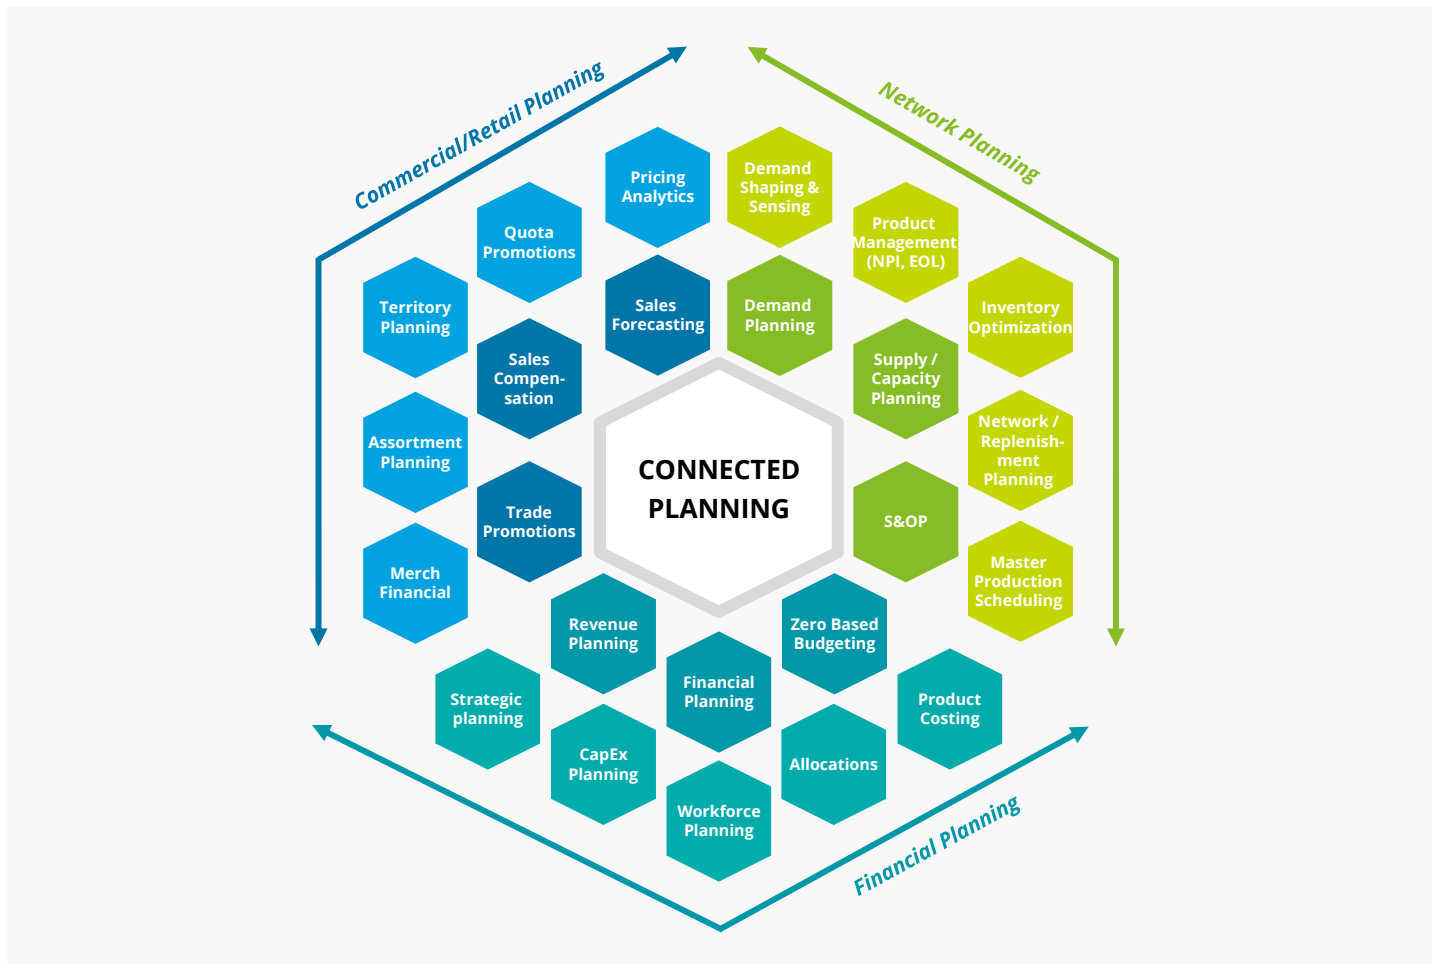 Commercial/Retail Planning
Network Planning
Pricing
Analytics
Demand
Shaping &
Sensing
Quota
Promotions
Product
Management
(NPI, EOL)
Territory
Planning
Sales
Forecasting
Demand
Planning
Inventory
Optimization
Sales
Compen-
sation
Supply /
Capacity
Planning
Assortment
Planning
Network /
Replenish-
ment
Planning
CONNECTED
PLANNING
Trade
Promotions
S&OP
Merch
Financial
Master
Production
Scheduling
Revenue
Planning
Zero Based
Budgeting
Financial
Planning
Strategic
planning
Product
Costing
CapEx
Planning
Allocations
Workforce
Planning
Financial Planning